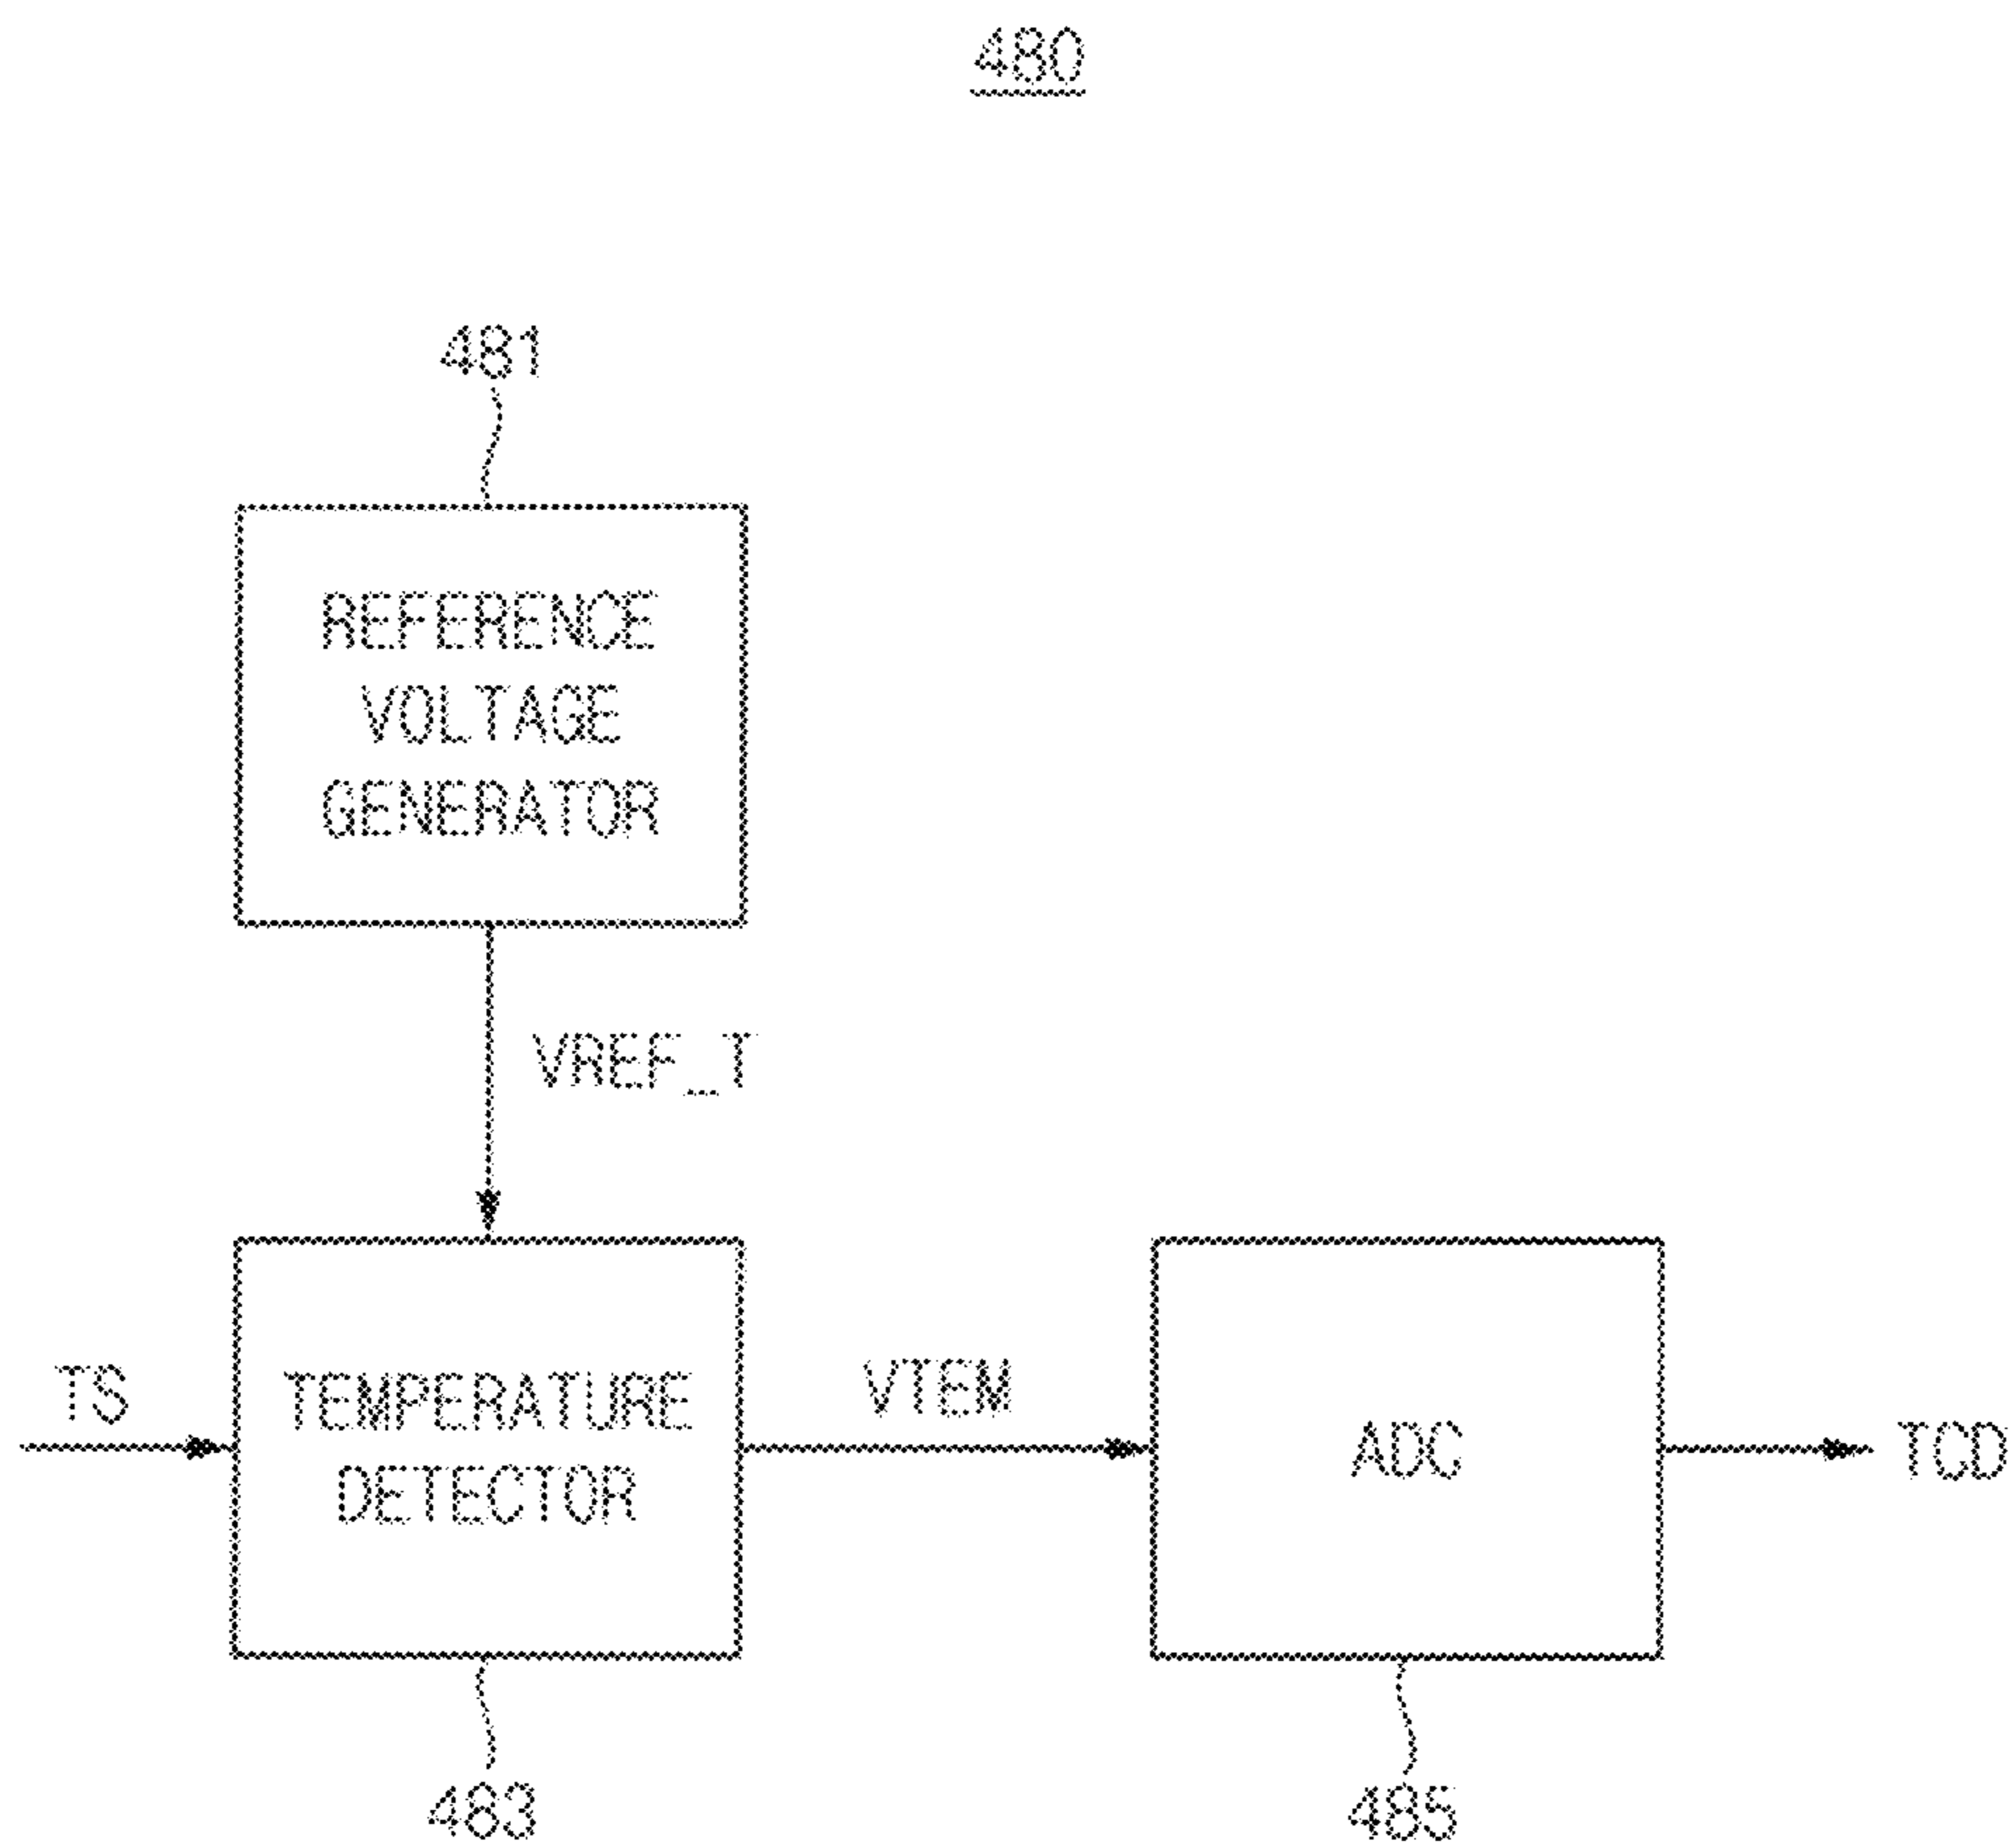 480
481
REFERENCE
VOLTAGE
GENERATOR
VREF_T
TS
TEMPERATURE
DETECTOR
VTEM
ADC
TCD
483
485